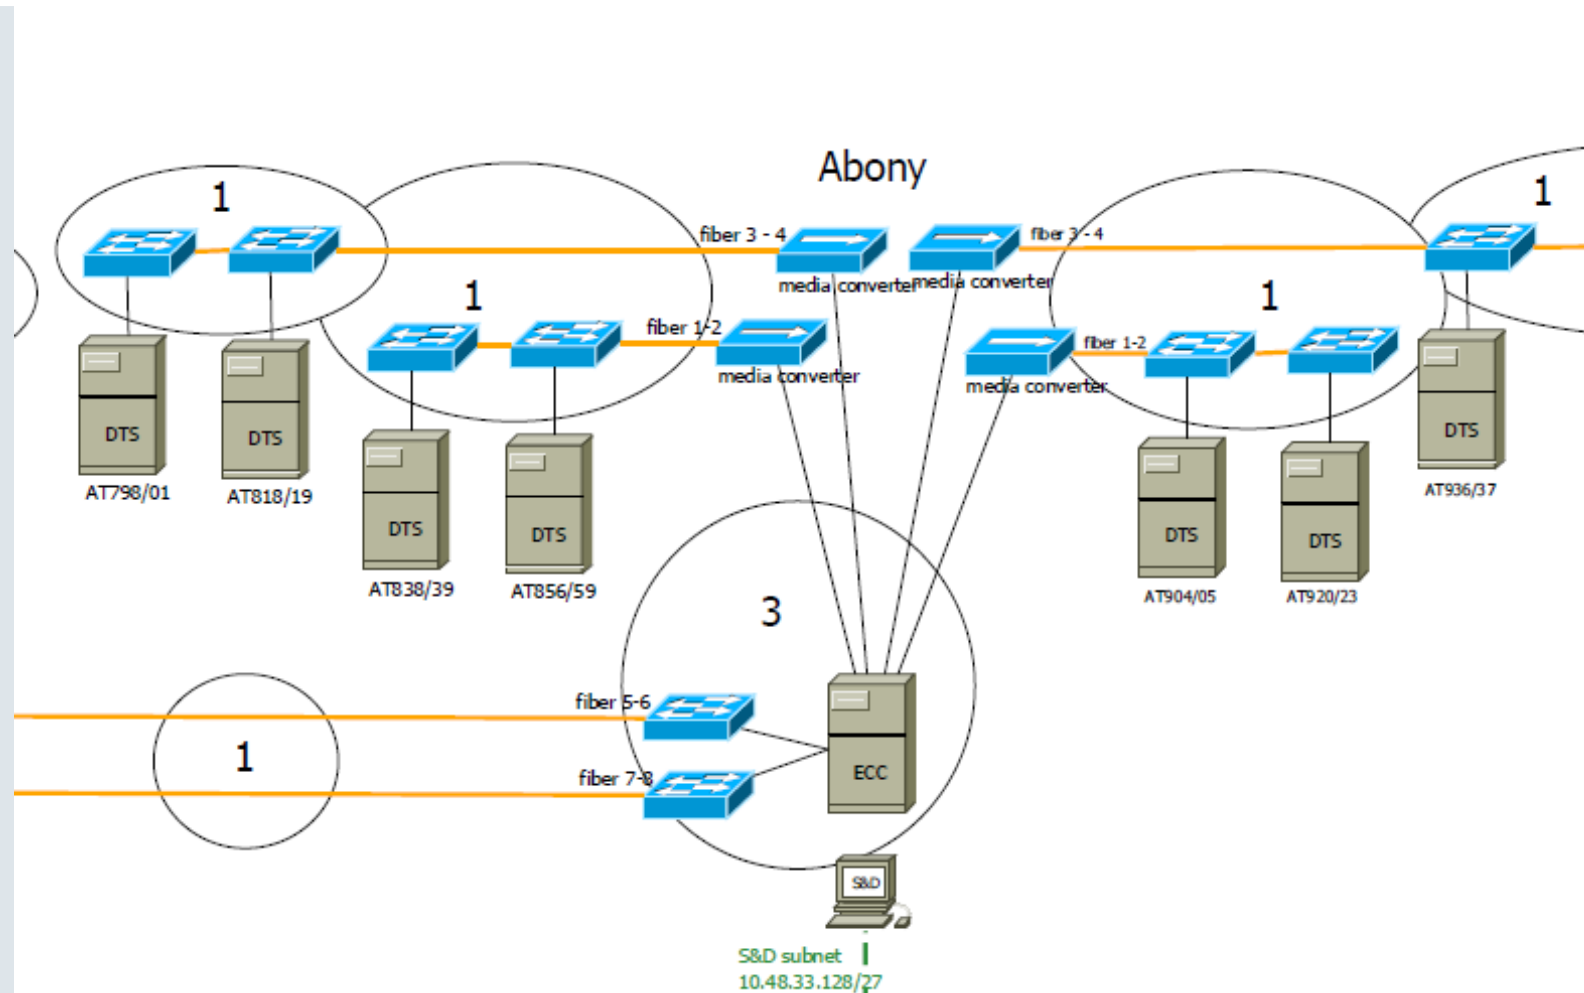 Abony
1
1
fiber 3 - 4
media converter
media converter
fiber 3 - 4
1
1
fiber 1-2
media converter
fiber 1-2
media converter
DTS
AT798/01
DTS
AT818/19
DTS
AT838/39
DTS
AT856/59
DTS
AT904/05
DTS
AT920/23
DTS
AT936/37
3
fiber 5-6
1
fiber 7-8
ECC
S&D
S&D subnet
10.48.33.128/27